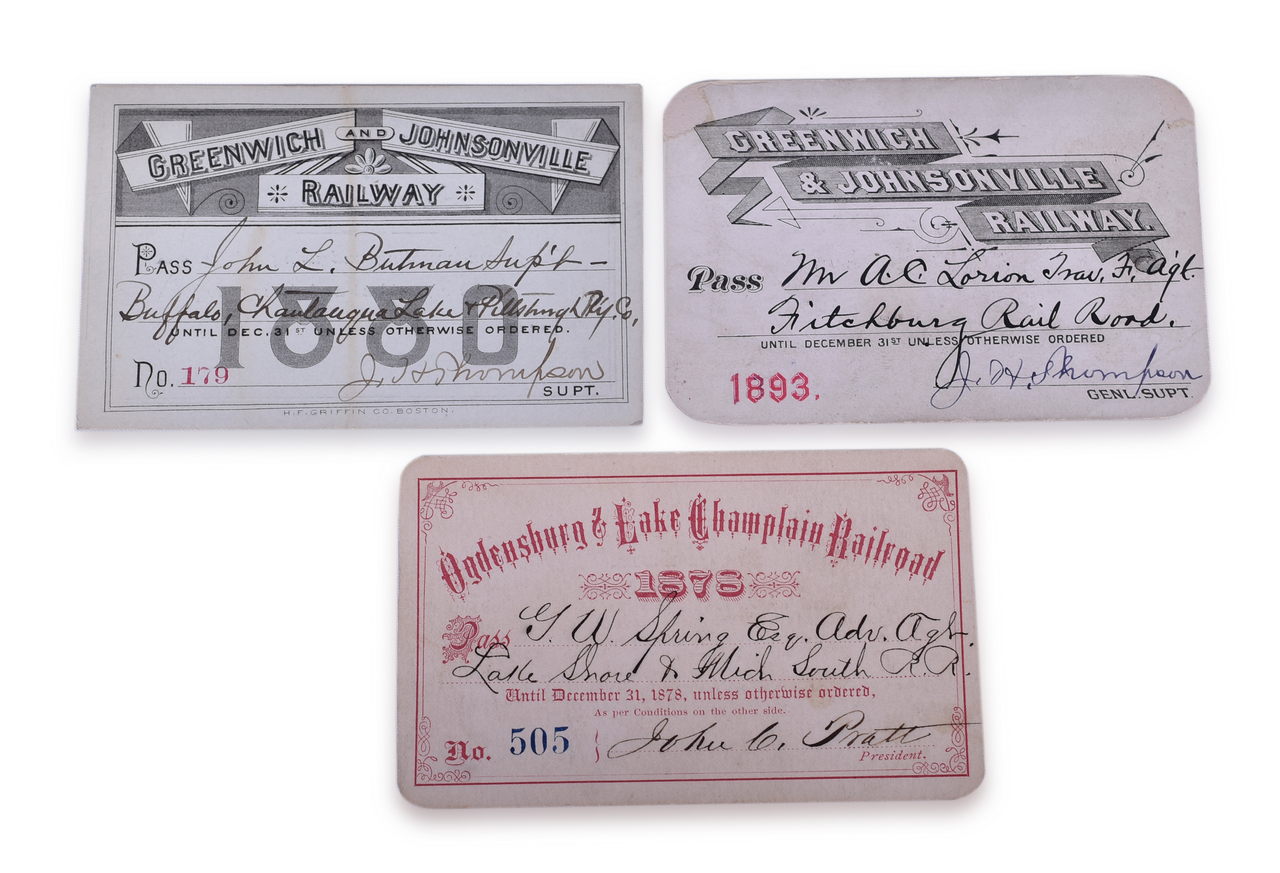 GREENWICH AND JOHNSONVILLE
RAILWAY
Pass John L. Butman Sup't -
Buffalo, Chautauqua Lake & Pittsburgh Ry. Co,
1880
UNTIL DEC. 31ST UNLESS OTHERWISE ORDERED.
No. 179 J. H. Thompson
SUPT.
H.F. GRIFFIN CO. BOSTON.
GREENWICH
& JOHNSONVILLE
RAILWAY.
Pass Mr A. C. Lorion Trav. Ft. Agt.
Fitchburg Rail Road.
UNTIL DECEMBER 31ST UNLESS OTHERWISE ORDERED
1893. J. H. Thompson
GENL. SUPT.
Ogdensburg & Lake Champlain Railroad
1878
Pass G. W. Spring Esq. Adv. Agt.
Lake Shore & Mich South R. R.
Until December 31, 1878, unless otherwise ordered,
As per Conditions on the other side.
No. 505 John C. Pratt
President.